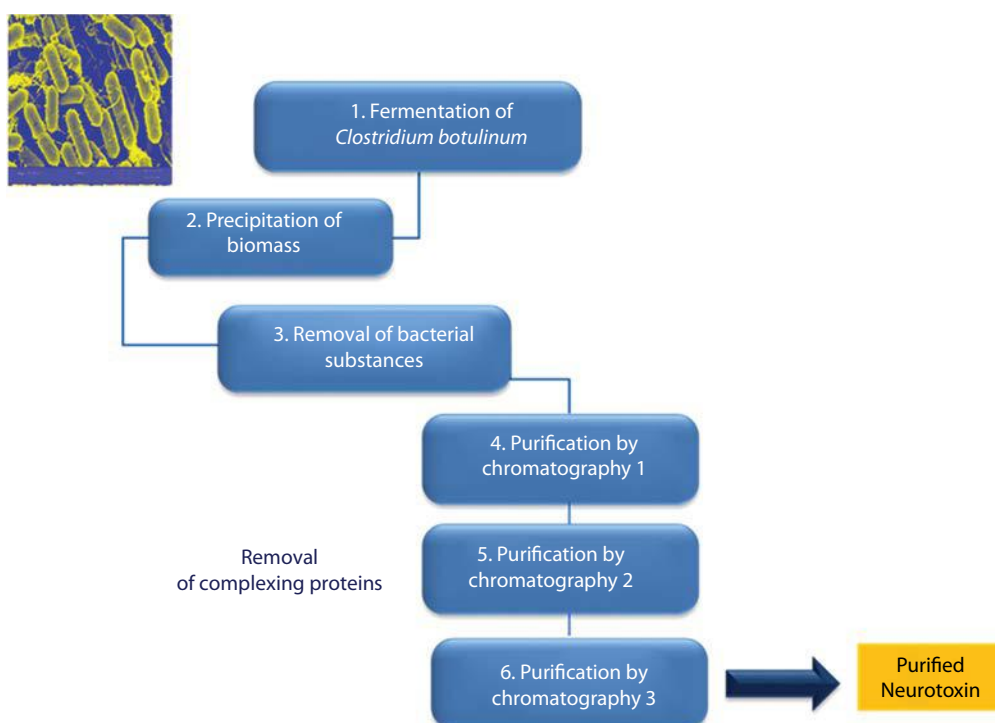 1. Fermentation of
Clostridium botulinum
2. Precipitation of
biomass
3. Removal of bacterial
substances
4. Purification by
chromatography 1
Removal
of complexing proteins
5. Purification by
chromatography 2
6. Purification by
chromatography 3
Purified
Neurotoxin